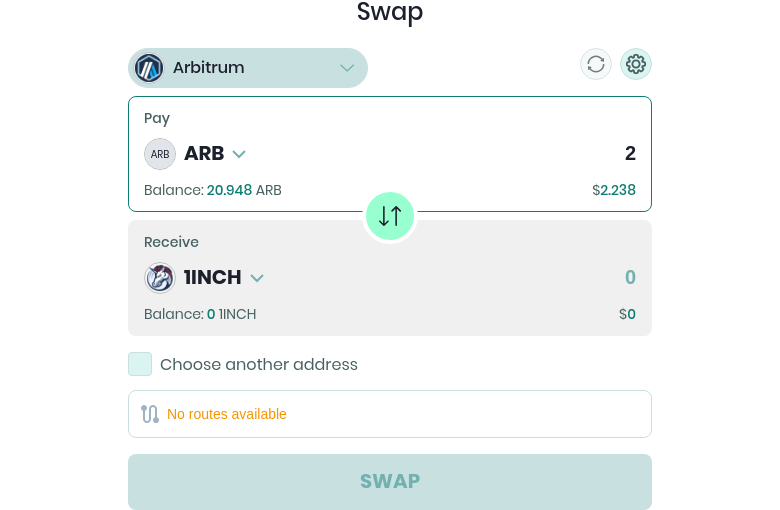 Swap
Arbitrum
Pay
ARB ARB 2
Balance: 20.948 ARB $2.238
Receive
1INCH 0
Balance: 0 1INCH $0
Choose another address
No routes available
SWAP